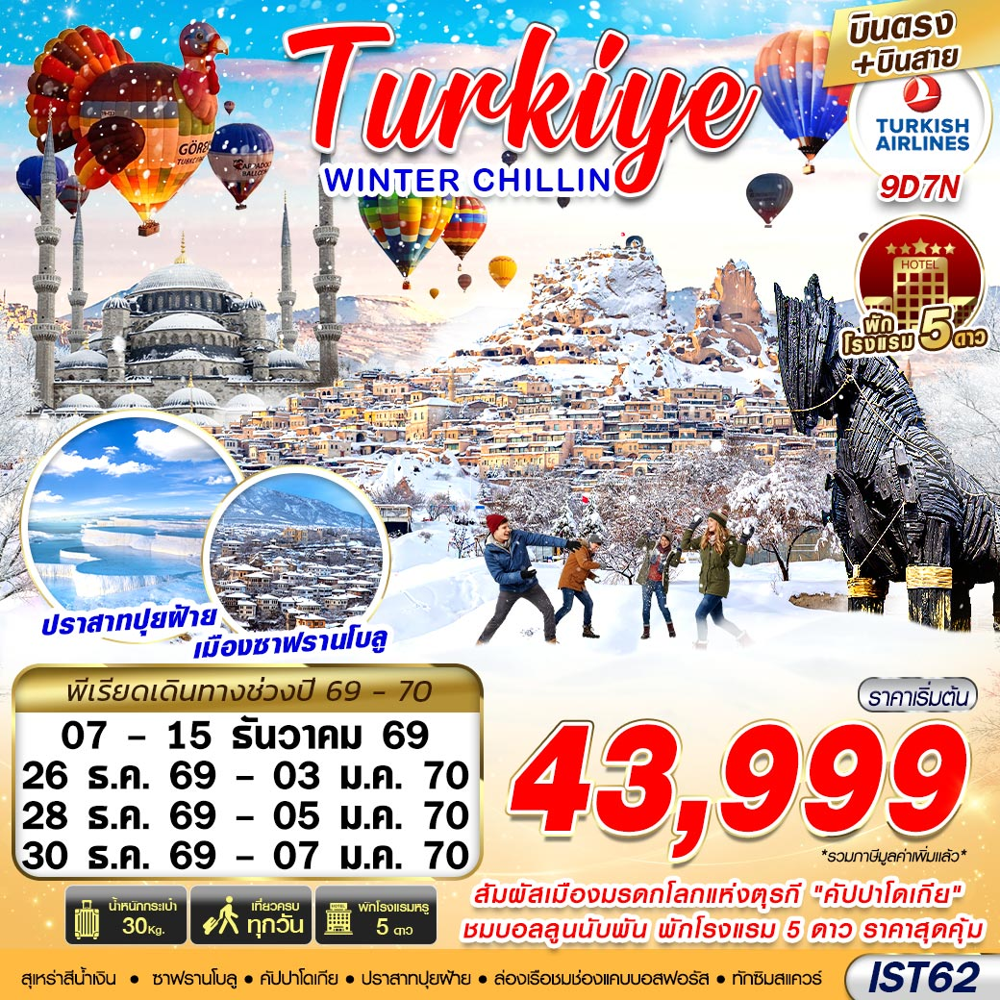 Turkiye
WINTER CHILLIN
บินตรง
+บินสาย
TURKISH
AIRLINES
9D7N
HOTEL
พัก
โรงแรม 5 ดาว
GÖRE
ปราสาทปุยฝ้าย
เมืองซาฟรานโบลู
พีเรียดเดินทางช่วงปี 69 - 70
07 - 15 ธันวาคม 69
26 ธ.ค. 69 - 03 ม.ค. 70
28 ธ.ค. 69 - 05 ม.ค. 70
30 ธ.ค. 69 - 07 ม.ค. 70
ราคาเริ่มต้น
43,999
*รวมภาษีมูลค่าเพิ่มแล้ว*
น้ำหนักกระเป๋า
30Kg.
เที่ยวครบ
ทุกวัน
HOTEL
พักโรงแรมหรู
5 ดาว
สัมผัสเมืองมรดกโลกแห่งตุรกี "คัปปาโดเกีย"
ชมบอลลูนนับพัน พักโรงแรม 5 ดาว ราคาสุดคุ้ม
สุเหร่าสีน้ำเงิน • ซาฟรานโบลู • คัปปาโดเกีย • ปราสาทปุยฝ้าย • ล่องเรือชมช่องแคบบอสฟอรัส • ทักซิมสแควร์
IST62